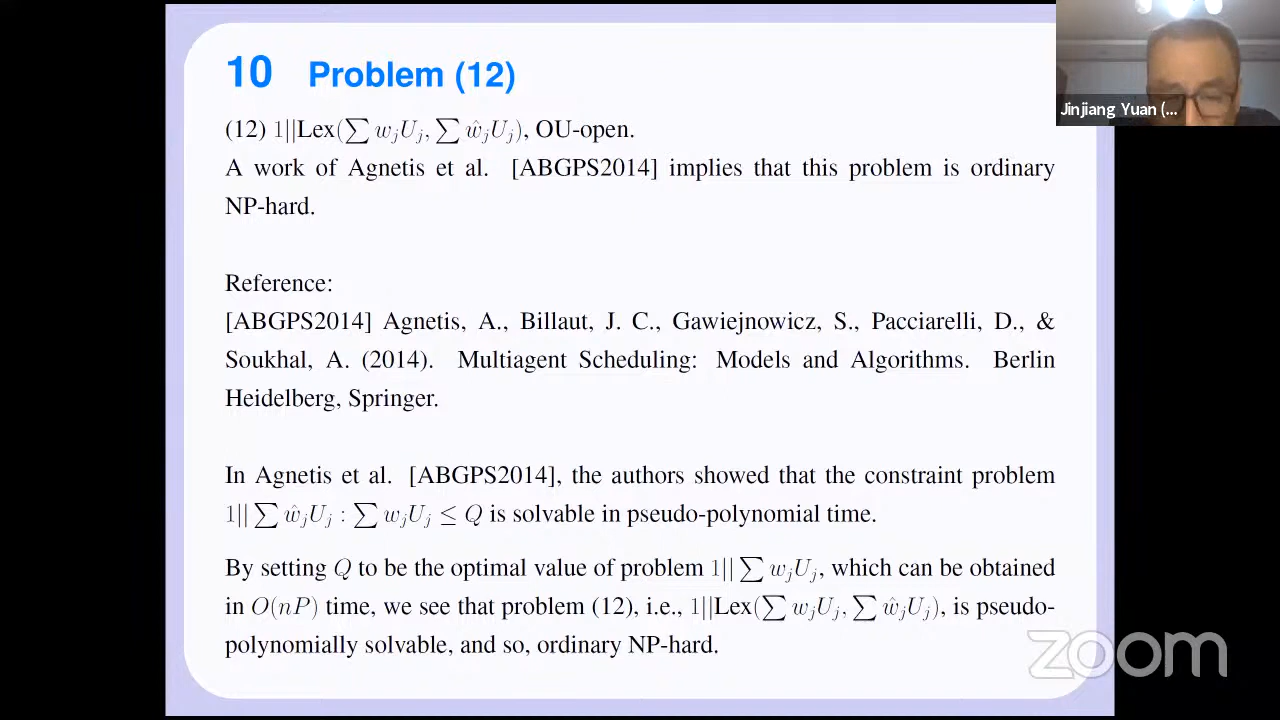 10 Problem (12)
(12) 1||Lex(∑ w_jU_j, ∑ ŵ_jU_j), OU-open.
A work of Agnetis et al. [ABGPS2014] implies that this problem is ordinary
NP-hard.
Reference:
[ABGPS2014] Agnetis, A., Billaut, J. C., Gawiejnowicz, S., Pacciarelli, D., &
Soukhal, A. (2014). Multiagent Scheduling: Models and Algorithms. Berlin
Heidelberg, Springer.
In Agnetis et al. [ABGPS2014], the authors showed that the constraint problem
1|| ∑ ŵ_jU_j : ∑ w_jU_j ≤ Q is solvable in pseudo-polynomial time.
By setting Q to be the optimal value of problem 1|| ∑ w_jU_j, which can be obtained
in O(nP) time, we see that problem (12), i.e., 1||Lex(∑ w_jU_j, ∑ ŵ_jU_j), is pseudo-
polynomially solvable, and so, ordinary NP-hard.
Jinjiang Yuan (...
zoom